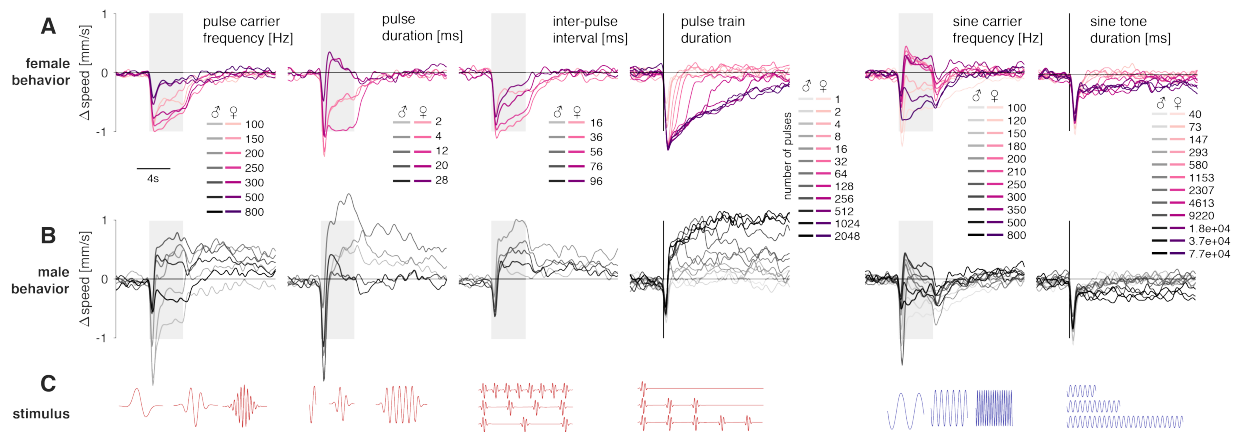 A
female
behavior
Δ speed [mm/s]
1
0
-1
4s
pulse carrier
frequency [Hz]
♂ ♀
100
150
200
250
300
500
800
pulse
duration [ms]
♂ ♀
2
4
12
20
28
inter-pulse
interval [ms]
♂ ♀
16
36
56
76
96
pulse train
duration
number of pulses
♂ ♀
1
2
4
8
16
32
64
128
256
512
1024
2048
sine carrier
frequency [Hz]
♂ ♀
100
120
150
180
200
210
250
300
350
500
800
sine tone
duration [ms]
♂ ♀
40
73
147
293
580
1153
2307
4613
9220
1.8e+04
3.7e+04
7.7e+04
B
male
behavior
Δ speed [mm/s]
1
0
-1
C
stimulus